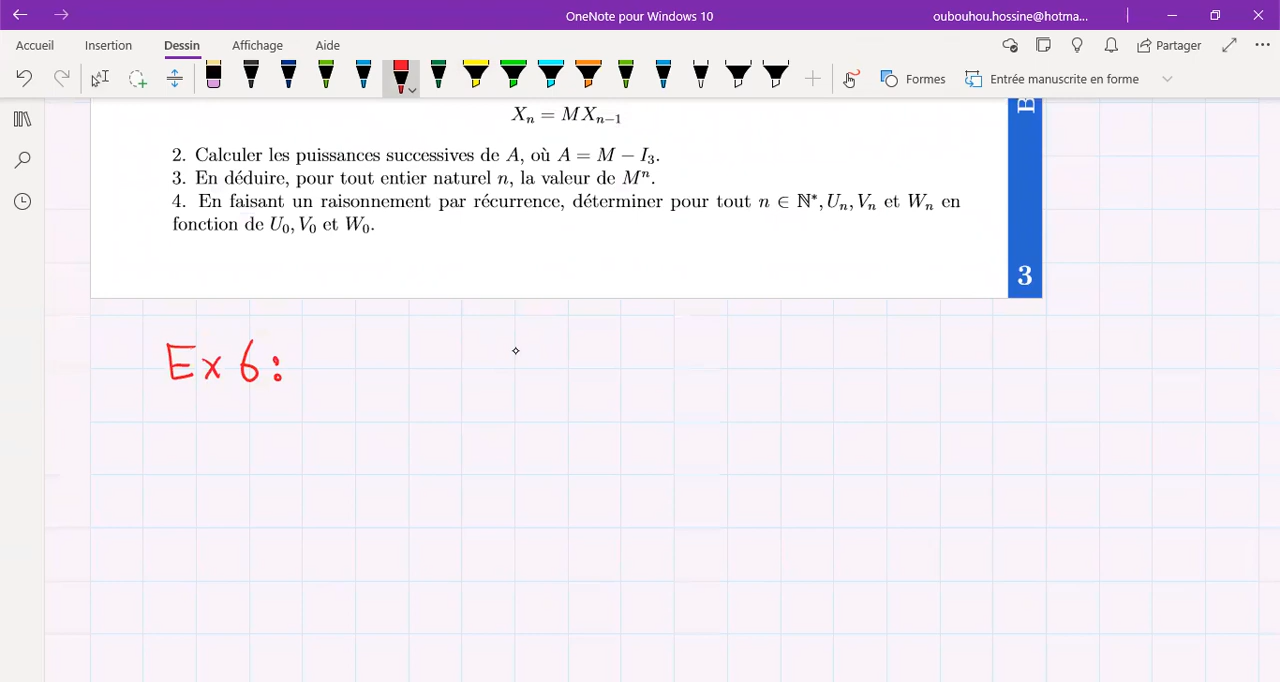 OneNote pour Windows 10
oubouhou.hossine@hotma...
Accueil Insertion Dessin Affichage Aide
Partager
Formes Entrée manuscrite en forme
X_n = MX_{n−1}
B
2. Calculer les puissances successives de A, où A = M − I_3.
3. En déduire, pour tout entier naturel n, la valeur de M^n.
4. En faisant un raisonnement par récurrence, déterminer pour tout n ∈ ℕ*, U_n, V_n et W_n en
fonction de U_0, V_0 et W_0.
3
Ex 6: